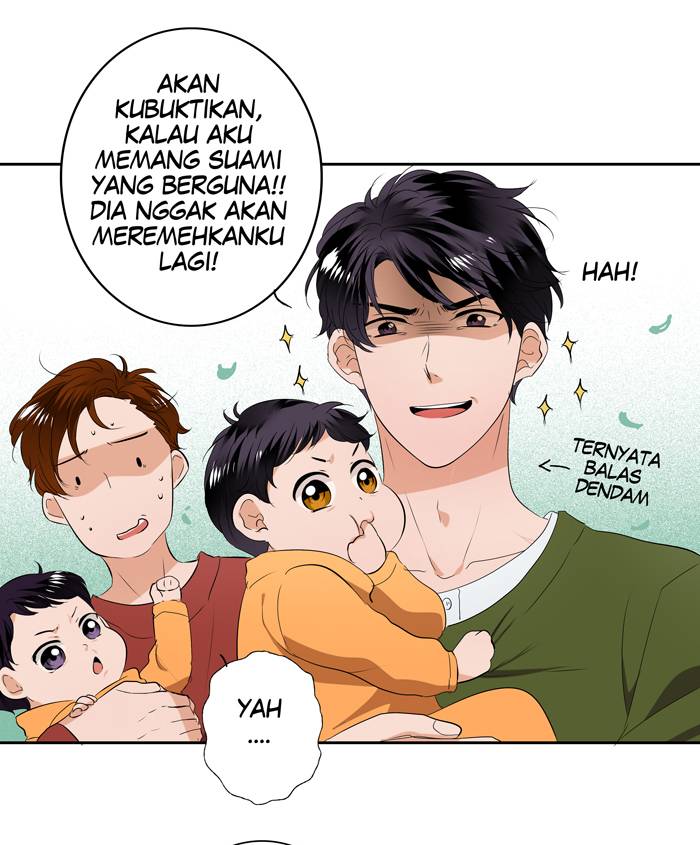 AKAN
KUBUKTIKAN,
KALAU AKU
MEMANG SUAMI
YANG BERGUNA!!
DIA NGGAK AKAN
MEREMEHKANKU
LAGI!
HAH!
TERNYATA
BALAS
DENDAM
YAH
....